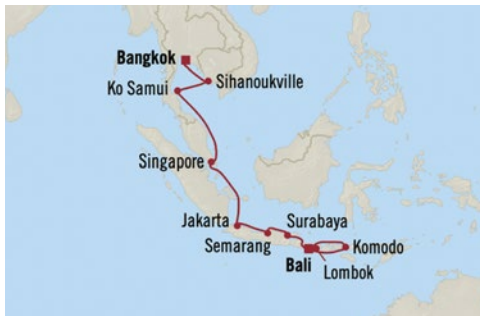 Bangkok
Sihanoukville
Ko Samui
Singapore
Jakarta
Surabaya
Semarang
Komodo
Bali
Lombok